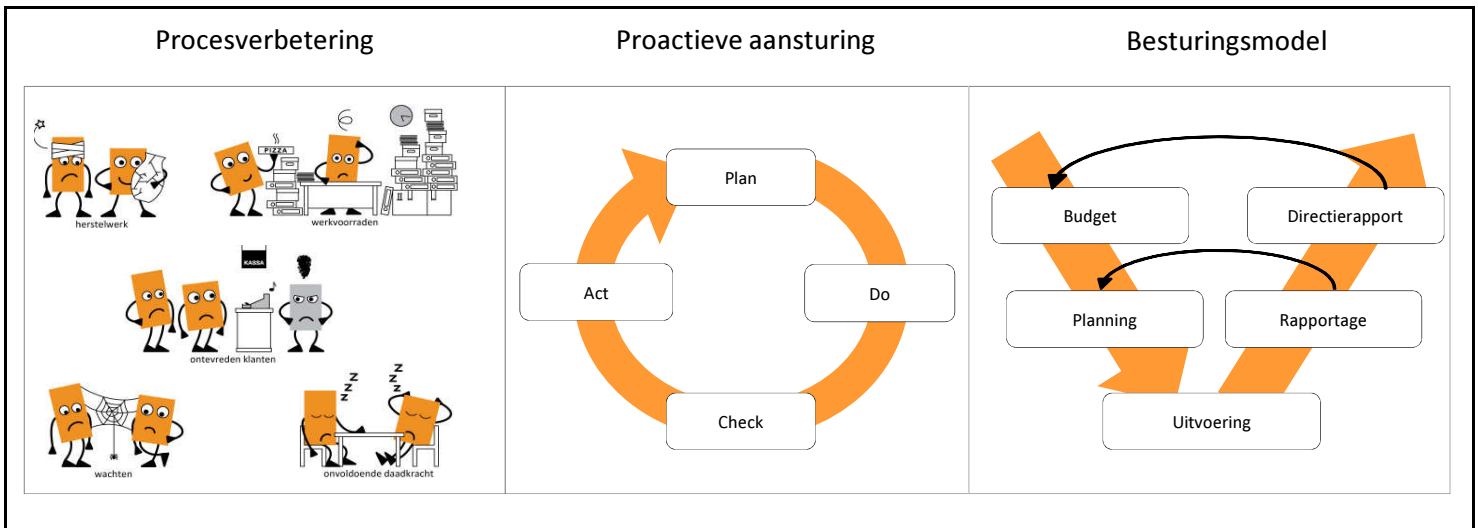 Procesverbetering
Proactieve aansturing
Besturingsmodel
PIZZA
herstelwerk
werkvoorraden
KASSA
ontevreden klanten
Z
Z
Z
Z
Z
Z
Z
wachten
onvoldoende daadkracht
Plan
Act
Do
Check
Budget
Directierapport
Planning
Rapportage
Uitvoering